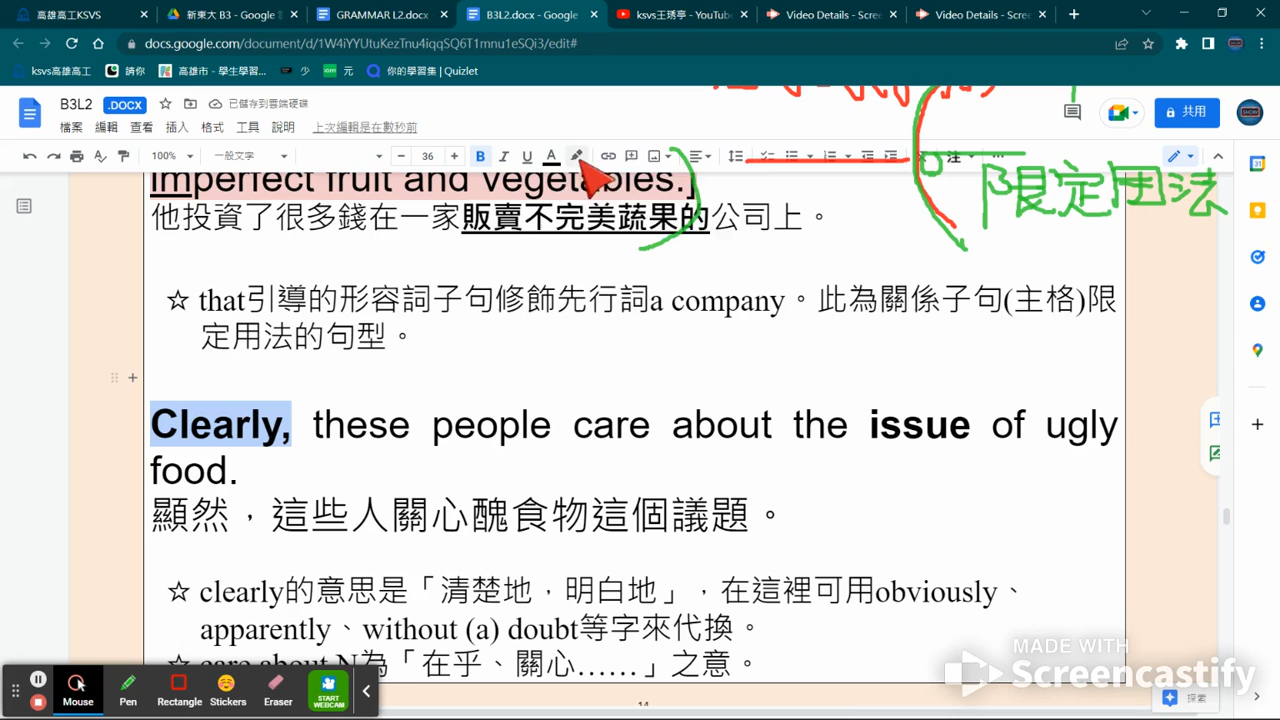 高雄高工KSVS
新東大 B3 - Google 雲
GRAMMAR L2.docx
B3L2.docx - Google
ksvs王琇亭 - YouTube
Video Details - Scree
Video Details - Scree
docs.google.com/document/d/1W4iYYUtuKezTnu4iqqSQ6T1mnu1eSQi3/edit#
ksvs高雄高工
請你
高雄市 - 學生學習...
少
元
你的學習集 | Quizlet
B3L2
.DOCX
已儲存到雲端硬碟
檔案 編輯 查看 插入 格式 工具 說明
上次編輯是在數秒前
共用
100%
一般文字
36
B I U A
限定用法
imperfect fruit and vegetables.]
他投資了很多錢在一家販賣不完美蔬果的公司上。
☆ that引導的形容詞子句修飾先行詞a company。此為關係子句(主格)限
定用法的句型。
Clearly, these people care about the issue of ugly
food.
顯然，這些人關心醜食物這個議題。
☆ clearly的意思是「清楚地，明白地」，在這裡可用obviously、
apparently、without (a) doubt等字來代換。
☆ care about N為「在乎、關心……」之意。
14
MADE WITH
Screencastify
探索
Mouse
Pen
Rectangle
Stickers
Eraser
START
WEBCAM